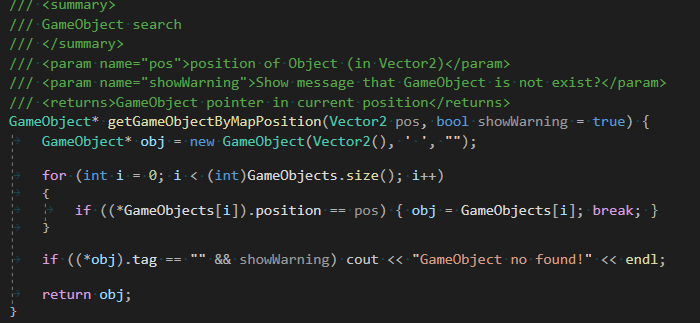 /// <summary>
/// GameObject search
/// </summary>
/// <param name="pos">position of Object (in Vector2)</param>
/// <param name="showWarning">Show message that GameObject is not exist?</param>
/// <returns>GameObject pointer in current position</returns>
GameObject* getGameObjectByMapPosition(Vector2 pos, bool showWarning = true) {
    GameObject* obj = new GameObject(Vector2(), ' ', "");

    for (int i = 0; i < (int)GameObjects.size(); i++)
    {
        if ((*GameObjects[i]).position == pos) { obj = GameObjects[i]; break; }
    }

    if ((*obj).tag == "" && showWarning) cout << "GameObject no found!" << endl;

    return obj;
}